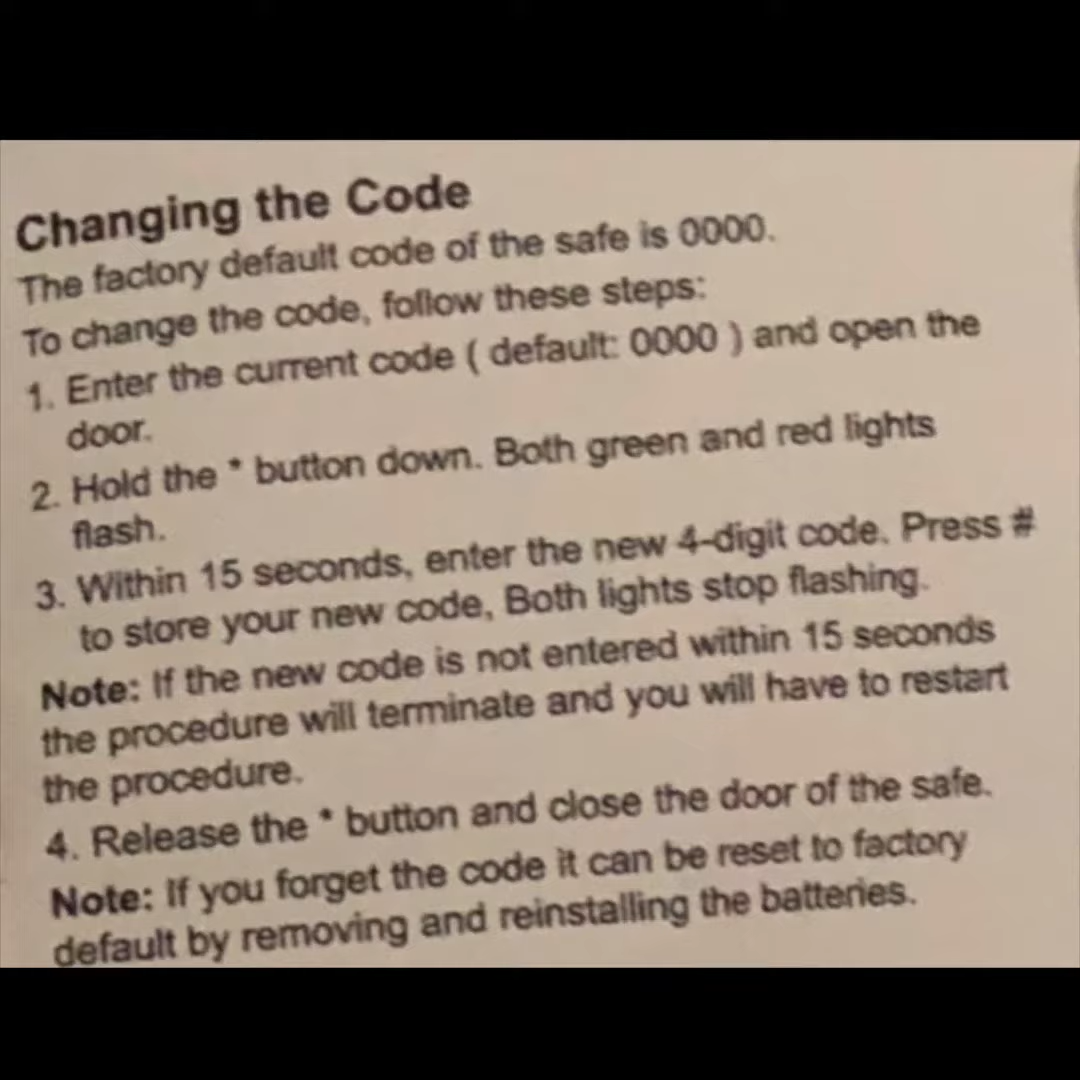 Changing the Code
The factory default code of the safe is 0000.
To change the code, follow these steps:
1. Enter the current code ( default: 0000 ) and open the
door.
2. Hold the * button down. Both green and red lights
flash.
3. Within 15 seconds, enter the new 4-digit code. Press #
to store your new code, Both lights stop flashing.
Note: If the new code is not entered within 15 seconds
the procedure will terminate and you will have to restart
the procedure.
4. Release the * button and close the door of the safe.
Note: If you forget the code it can be reset to factory
default by removing and reinstalling the batteries.